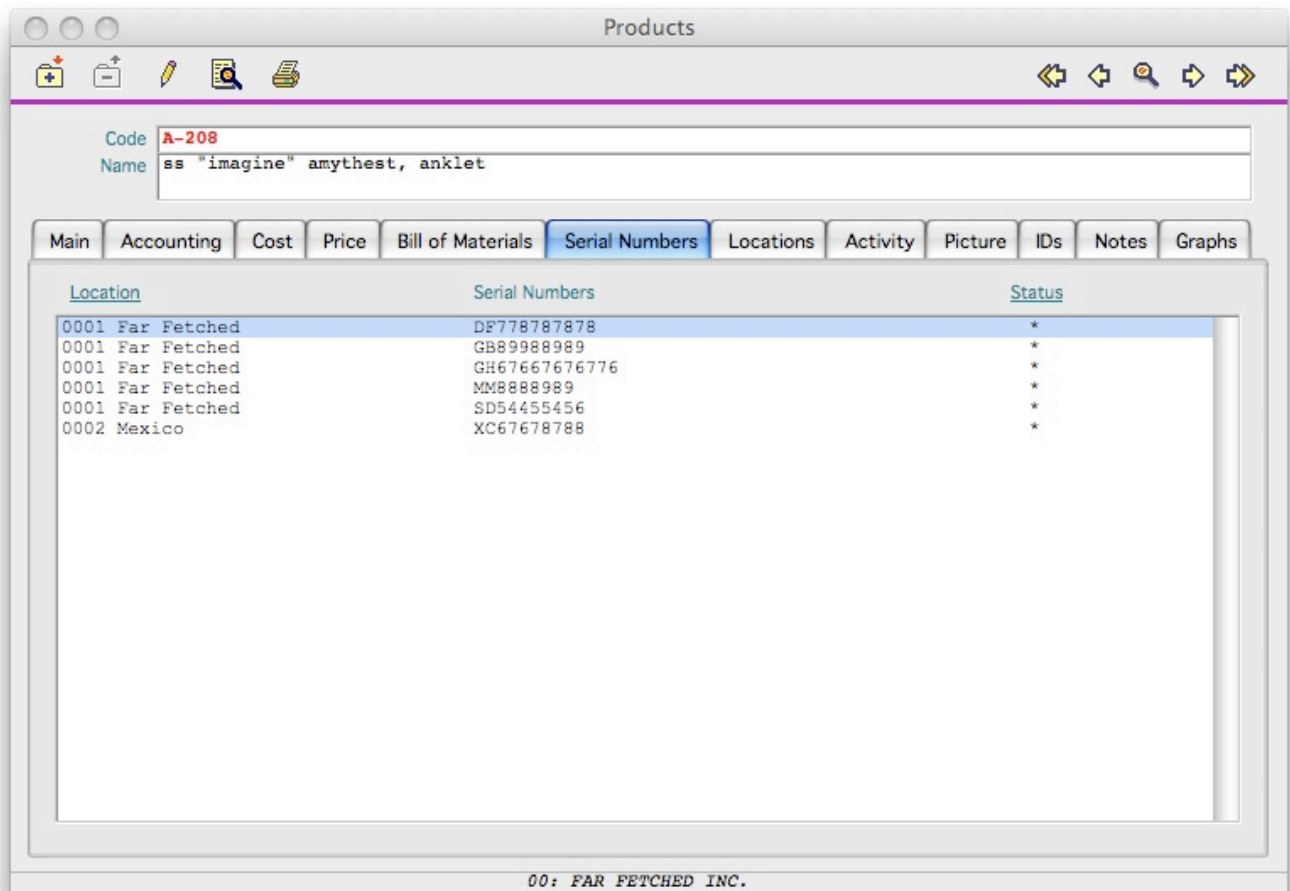 Products
Code A-208
Name ss "imagine" amythest, anklet
Main Accounting Cost Price Bill of Materials Serial Numbers Locations Activity Picture IDs Notes Graphs
Location Serial Numbers Status
0001 Far Fetched DF778787878 *
0001 Far Fetched GB89988989 *
0001 Far Fetched GH67667676776 *
0001 Far Fetched MM8888989 *
0001 Far Fetched SD54455456 *
0002 Mexico XC67678788 *
00: FAR FETCHED INC.